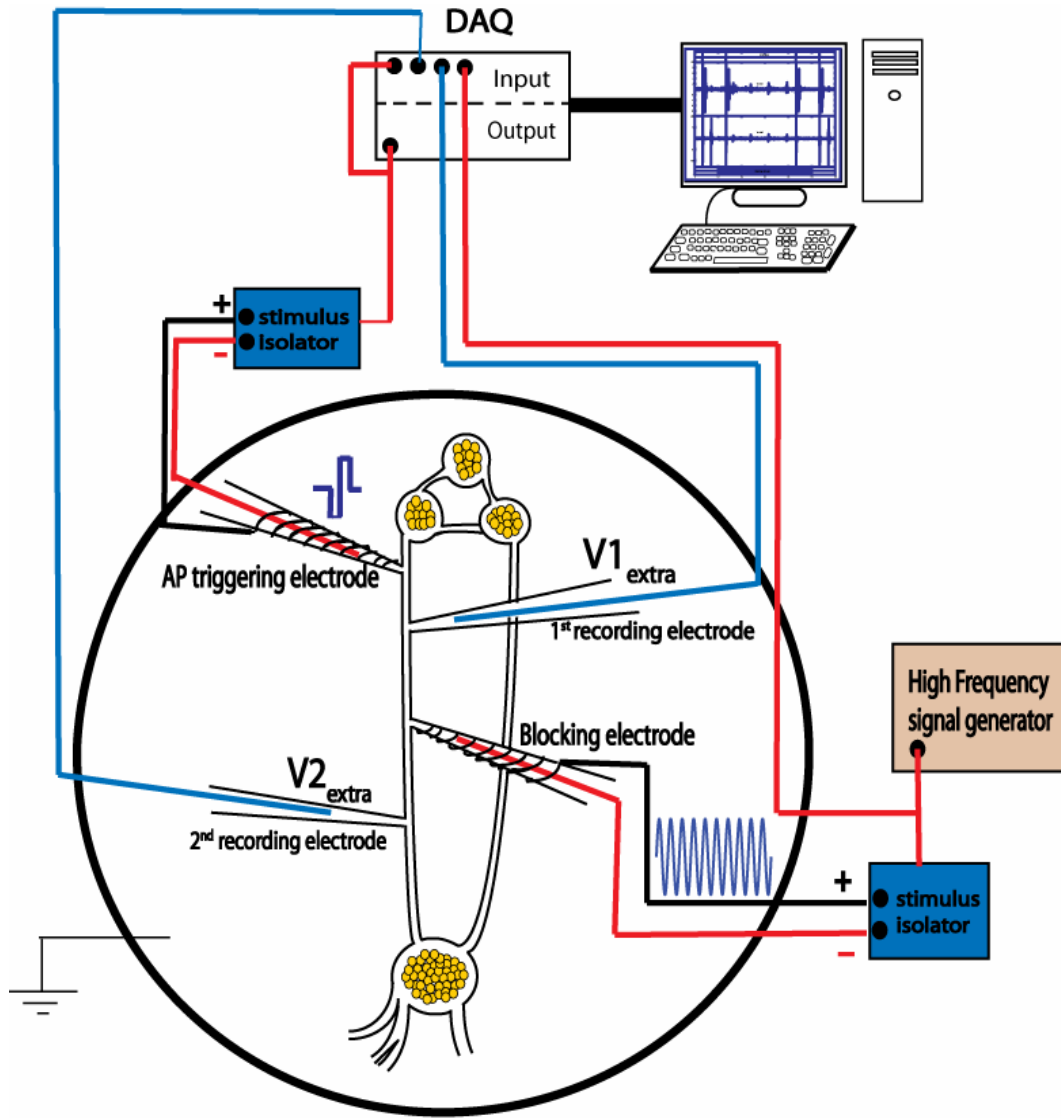 DAQ
Input
Output
+ stimulus
- isolator
AP triggering electrode
V1extra
1st recording electrode
High Frequency
signal generator
Blocking electrode
V2extra
2nd recording electrode
+ stimulus
- isolator